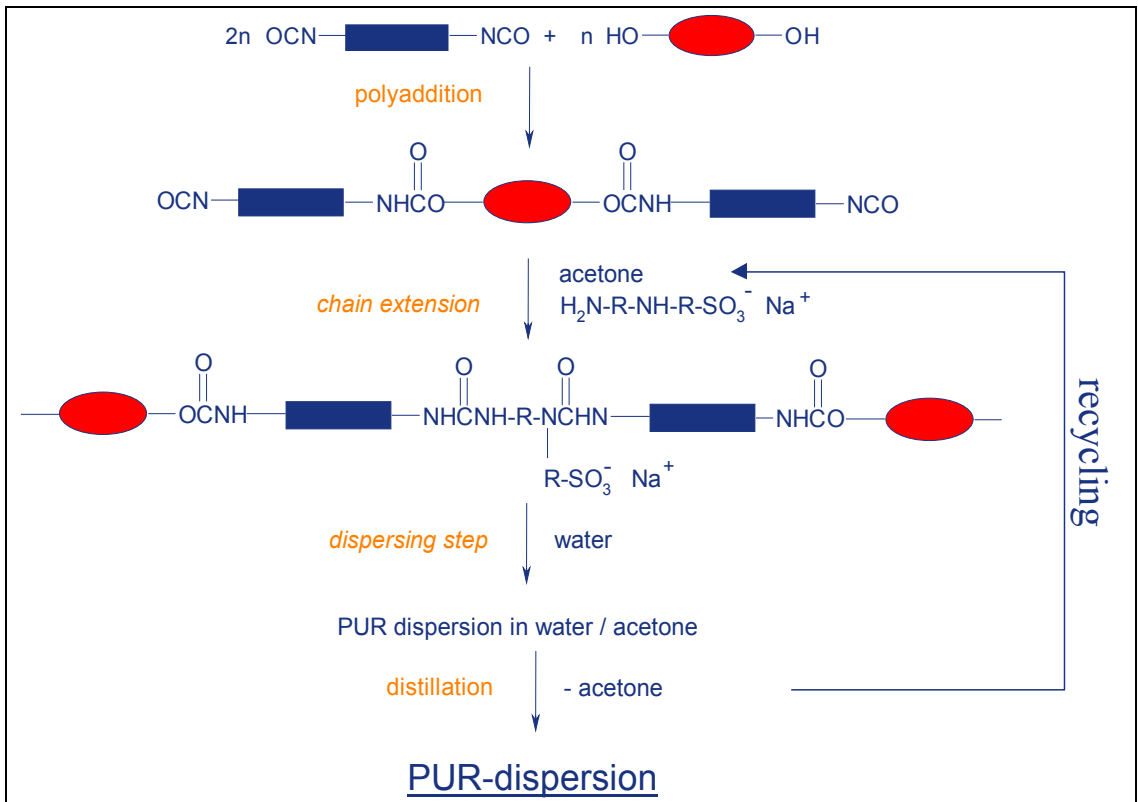 2n OCN NCO + n HO OH
polyaddition
O O
OCN NHCO OCNH NCO
acetone
chain extension H₂N-R-NH-R-SO₃⁻ Na⁺
O O O O
OCNH NHCNH-R-NCHN NHCO
R-SO₃⁻ Na⁺
dispersing step water
PUR dispersion in water / acetone
distillation - acetone
PUR-dispersion
recycling